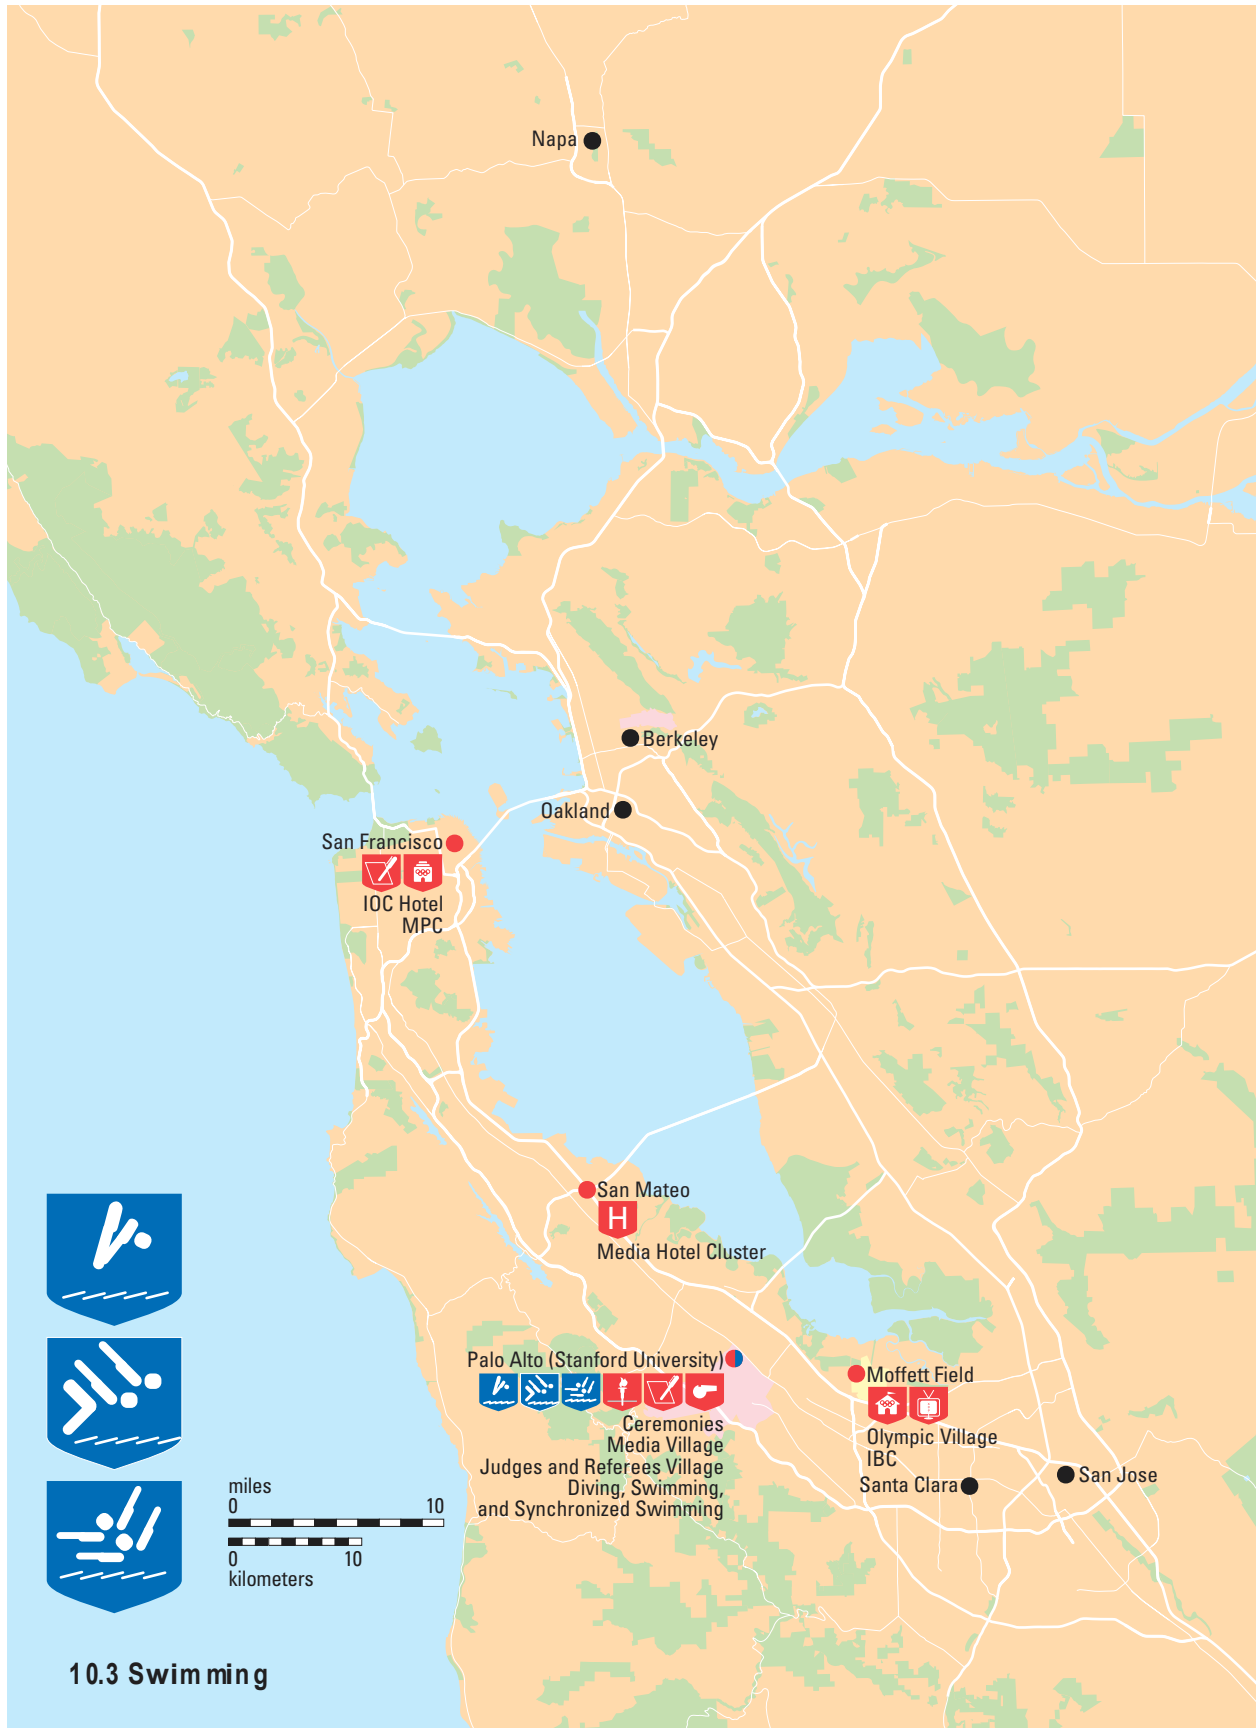 Napa
Berkeley
Oakland
San Francisco
IOC Hotel
MPC
San Mateo
H
Media Hotel Cluster
Palo Alto (Stanford University)
Ceremonies
Media Village
Judges and Referees Village
Diving, Swimming,
and Synchronized Swimming
Moffett Field
Olympic Village
IBC
Santa Clara
San Jose
miles
0 10
0 10
kilometers
10.3 Swimming